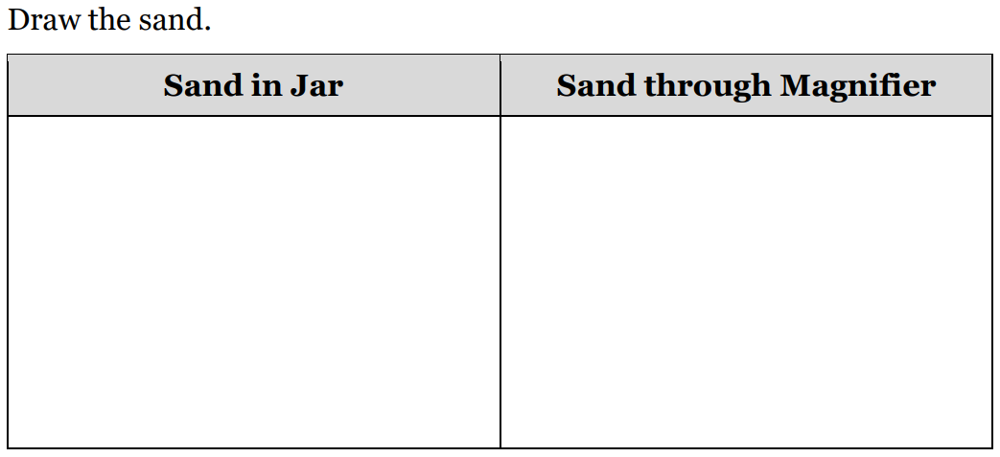 Draw the sand.
Sand in Jar
Sand through Magnifier